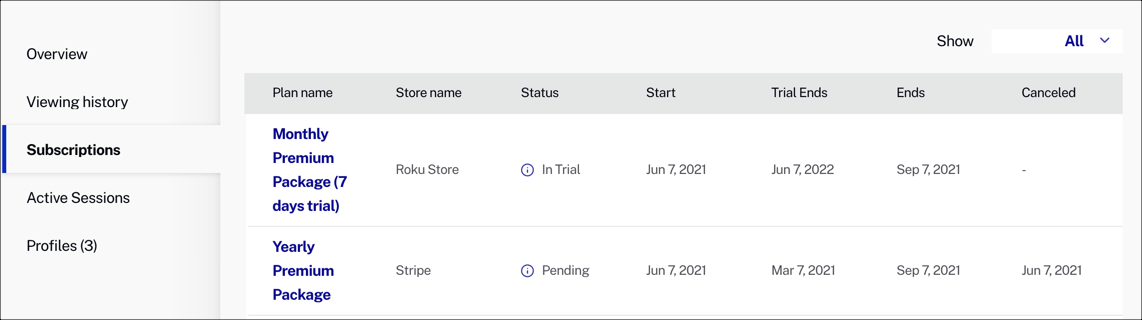 Overview
Viewing history
Subscriptions
Active Sessions
Profiles (3)
Show All
Plan name Store name Status Start Trial Ends Ends Canceled
Monthly
Premium
Package (7
days trial)
Roku Store In Trial Jun 7, 2021 Jun 7, 2022 Sep 7, 2021 -
Yearly
Premium
Package
Stripe Pending Jun 7, 2021 Mar 7, 2021 Sep 7, 2021 Jun 7, 2021